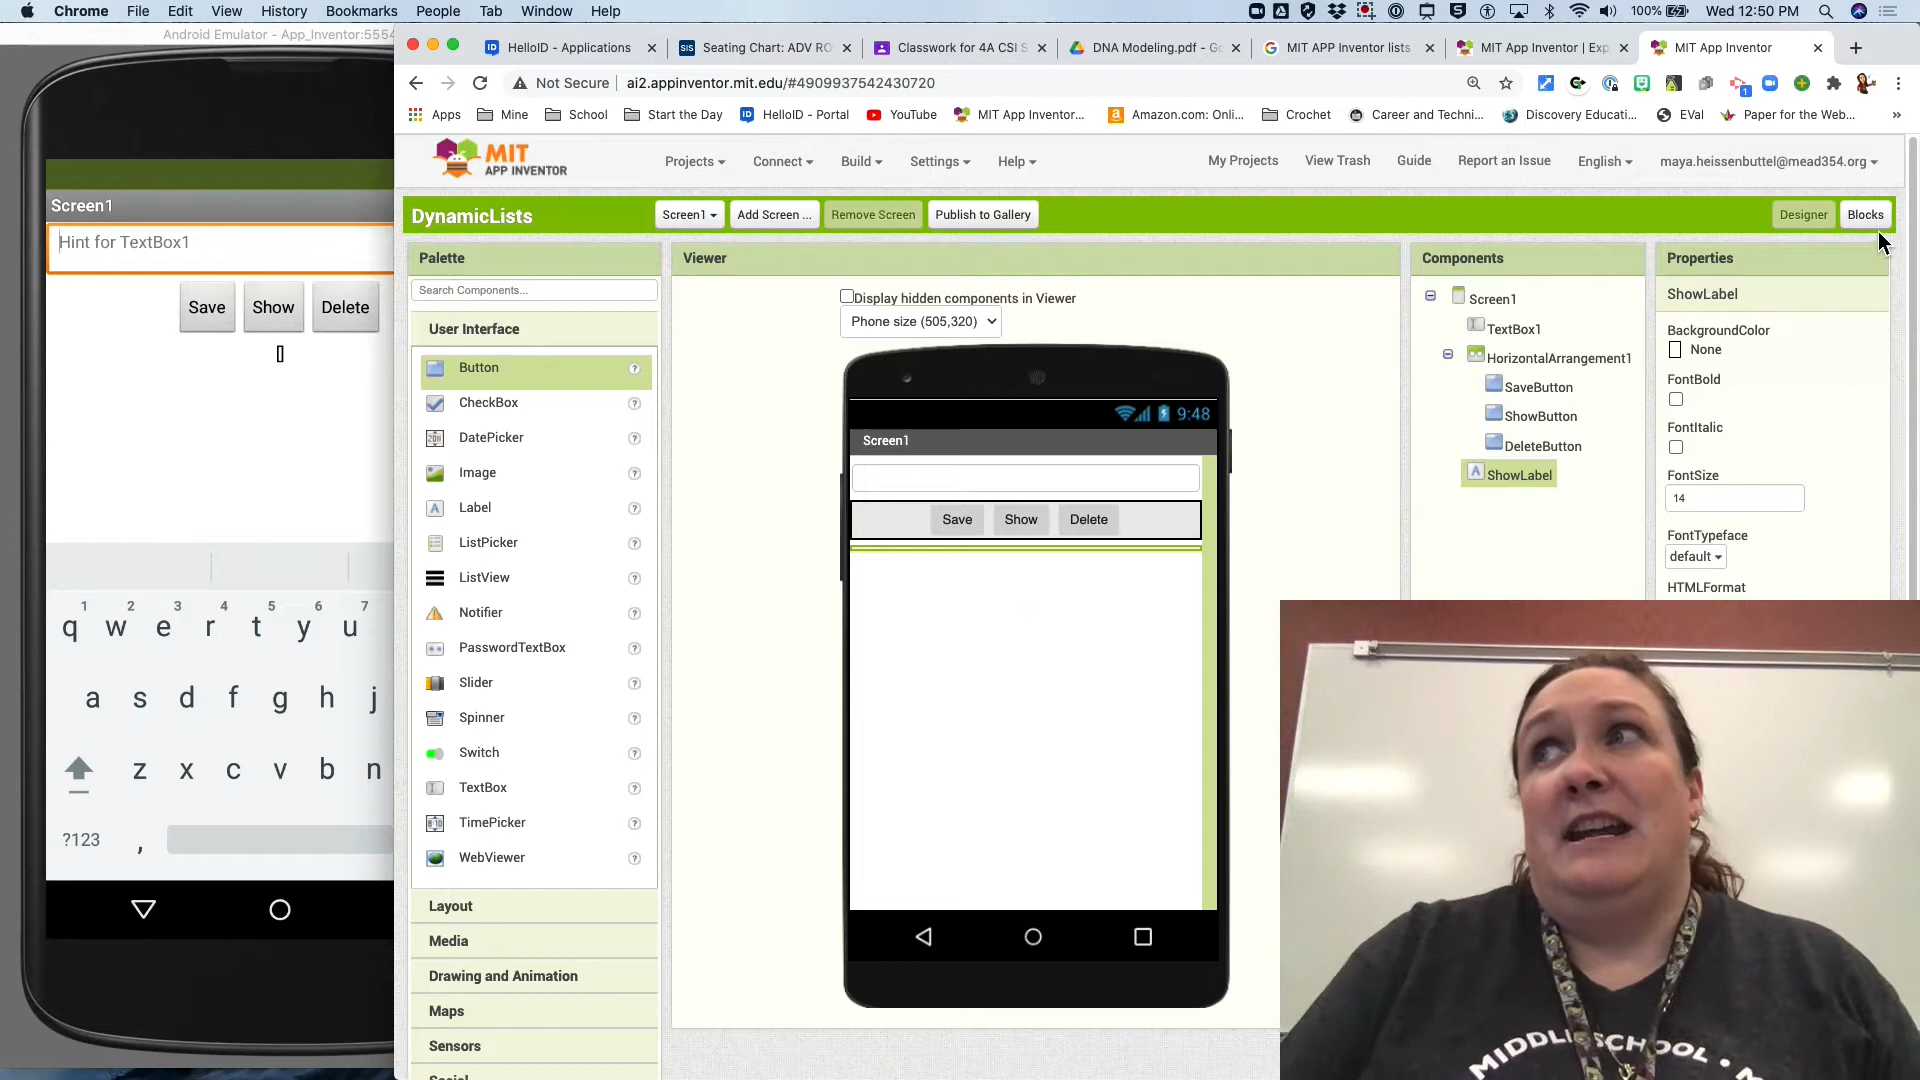 Chrome File Edit View History Bookmarks People Tab Window Help 100% Wed 12:50 PM
Android Emulator - App_Inventor:5554
HelloID - Applications
Seating Chart: ADV RO
Classwork for 4A CSI S
DNA Modeling.pdf - Go
MIT APP Inventor lists
MIT App Inventor | Exp
MIT App Inventor
Not Secure ai2.appinventor.mit.edu/#4909937542430720
Apps Mine School Start the Day HelloID - Portal YouTube MIT App Inventor... Amazon.com: Onli... Crochet Career and Techni... Discovery Educati... EVal Paper for the Web... »
MIT
APP INVENTOR
Projects Connect Build Settings Help My Projects View Trash Guide Report an Issue English maya.heissenbuttel@mead354.org
DynamicLists Screen1 Add Screen ... Remove Screen Publish to Gallery Designer Blocks
Screen1
Hint for TextBox1
Save Show Delete
1 2 3 4 5 6 7
q w e r t y u
a s d f g h j
z x c v b n
?123 ,
Palette
Search Components...
User Interface
Button ?
CheckBox ?
DatePicker ?
Image ?
Label ?
ListPicker ?
ListView ?
Notifier ?
PasswordTextBox ?
Slider ?
Spinner ?
Switch ?
TextBox ?
TimePicker ?
WebViewer ?
Layout
Media
Drawing and Animation
Maps
Sensors
Social
Viewer
Display hidden components in Viewer
Phone size (505,320)
9:48
Screen1
Save Show Delete
Components
Screen1
TextBox1
HorizontalArrangement1
SaveButton
ShowButton
DeleteButton
ShowLabel
Properties
ShowLabel
BackgroundColor
None
FontBold
FontItalic
FontSize
14
FontTypeface
default
HTMLFormat
MIDDLE SCHOOL • M